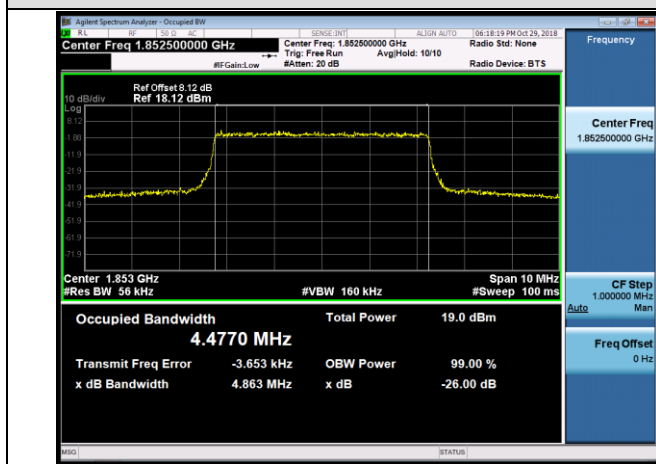 Agilent Spectrum Analyzer - Occupied BW
RL RF 50 Ω AC SENSE:INT ALIGN AUTO 06:18:19 PM Oct 29, 2018
Center Freq 1.852500000 GHz Center Freq: 1.852500000 GHz Radio Std: None Frequency
Trig: Free Run Avg|Hold: 10/10
#IFGain:Low #Atten: 20 dB Radio Device: BTS
Ref Offset 8.12 dB
10 dB/div Ref 18.12 dBm
Log
8.12
-1.88
-11.9
-21.9
-31.9
-41.9
-51.9
-61.9
-71.9
Center Freq
1.852500000 GHz
Center 1.853 GHz Span 10 MHz
#Res BW 56 kHz #VBW 160 kHz #Sweep 100 ms
CF Step
1.000000 MHz
Auto Man
Occupied Bandwidth Total Power 19.0 dBm
4.4770 MHz
Transmit Freq Error -3.653 kHz OBW Power 99.00 %
x dB Bandwidth 4.863 MHz x dB -26.00 dB
Freq Offset
0 Hz
MSG STATUS